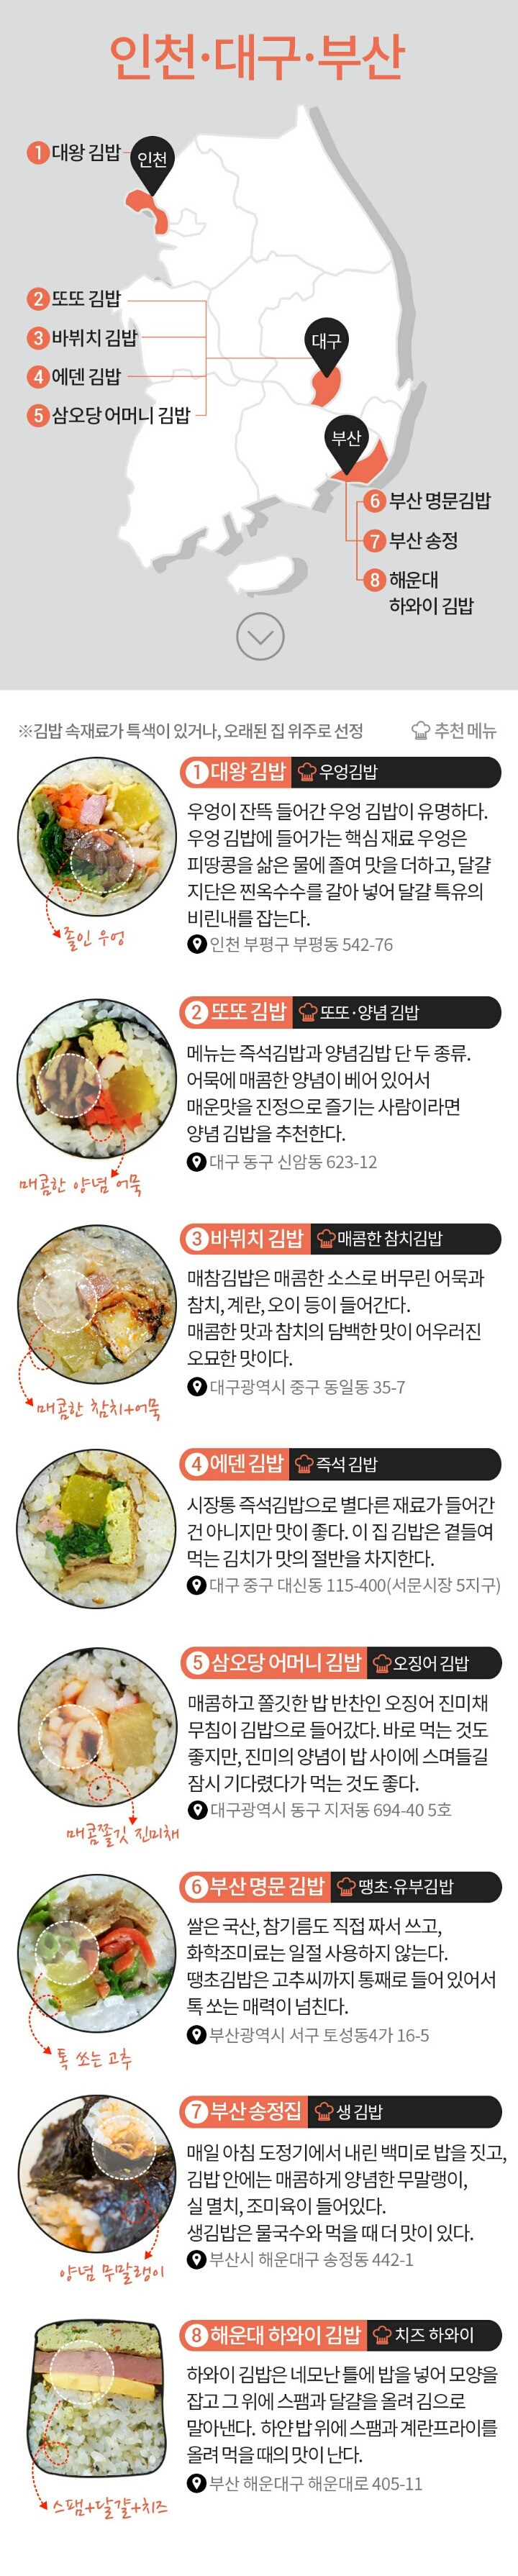 인천·대구·부산
1 대왕 김밥
인천
2 또또 김밥
3 바뷔치 김밥
4 에덴 김밥
5 삼오당 어머니 김밥
대구
부산
6 부산 명문김밥
7 부산 송정
8 해운대
하와이 김밥
※김밥 속재료가 특색이 있거나, 오래된 집 위주로 선정
추천 메뉴
1 대왕 김밥 우엉김밥
우엉이 잔뜩 들어간 우엉 김밥이 유명하다.
우엉 김밥에 들어가는 핵심 재료 우엉은
피땅콩을 삶은 물에 졸여 맛을 더하고, 달걀
지단은 찐옥수수를 갈아 넣어 달걀 특유의
비린내를 잡는다.
인천 부평구 부평동 542-76
졸인 우엉
2 또또 김밥 또또·양념 김밥
메뉴는 즉석김밥과 양념김밥 단 두 종류.
어묵에 매콤한 양념이 베어 있어서
매운맛을 진정으로 즐기는 사람이라면
양념 김밥을 추천한다.
대구 동구 신암동 623-12
매콤한 양념 어묵
3 바뷔치 김밥 매콤한 참치김밥
매참김밥은 매콤한 소스로 버무린 어묵과
참치, 계란, 오이 등이 들어간다.
매콤한 맛과 참치의 담백한 맛이 어우러진
오묘한 맛이다.
대구광역시 중구 동일동 35-7
매콤한 참치+어묵
4 에덴 김밥 즉석 김밥
시장통 즉석김밥으로 별다른 재료가 들어간
건 아니지만 맛이 좋다. 이 집 김밥은 곁들여
먹는 김치가 맛의 절반을 차지한다.
대구 중구 대신동 115-400(서문시장 5지구)
5 삼오당 어머니 김밥 오징어 김밥
매콤하고 쫄깃한 밥 반찬인 오징어 진미채
무침이 김밥으로 들어갔다. 바로 먹는 것도
좋지만, 진미의 양념이 밥 사이에 스며들길
잠시 기다렸다가 먹는 것도 좋다.
대구광역시 동구 지저동 694-40 5호
매콤쫄깃 진미채
6 부산 명문 김밥 땡초·유부김밥
쌀은 국산, 참기름도 직접 짜서 쓰고,
화학조미료는 일절 사용하지 않는다.
땡초김밥은 고추씨까지 통째로 들어 있어서
톡 쏘는 매력이 넘친다.
부산광역시 서구 토성동4가 16-5
톡 쏘는 고추
7 부산 송정집 생 김밥
매일 아침 도정기에서 내린 백미로 밥을 짓고,
김밥 안에는 매콤하게 양념한 무말랭이,
실 멸치, 조미육이 들어있다.
생김밥은 물국수와 먹을 때 더 맛이 있다.
부산시 해운대구 송정동 442-1
양념 무말랭이
8 해운대 하와이 김밥 치즈 하와이
하와이 김밥은 네모난 틀에 밥을 넣어 모양을
잡고 그 위에 스팸과 달걀을 올려 김으로
말아낸다. 하얀 밥 위에 스팸과 계란프라이를
올려 먹을 때의 맛이 난다.
부산 해운대구 해운대로 405-11
스팸+달걀+치즈